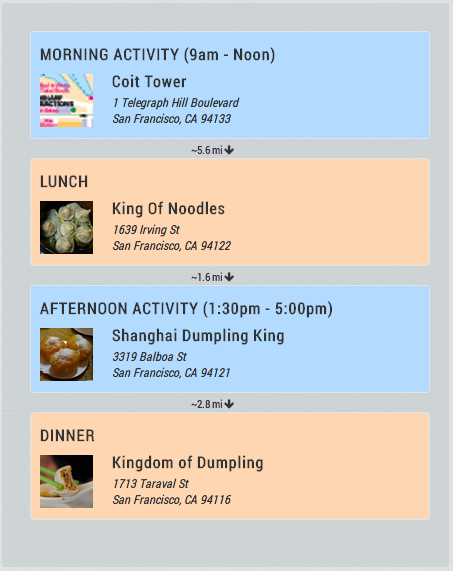 MORNING ACTIVITY (9am - Noon)
Coit Tower
1 Telegraph Hill Boulevard
San Francisco, CA 94133
~5.6 mi
LUNCH
King Of Noodles
1639 Irving St
San Francisco, CA 94122
~1.6 mi
AFTERNOON ACTIVITY (1:30pm - 5:00pm)
Shanghai Dumpling King
3319 Balboa St
San Francisco, CA 94121
~2.8 mi
DINNER
Kingdom of Dumpling
1713 Taraval St
San Francisco, CA 94116